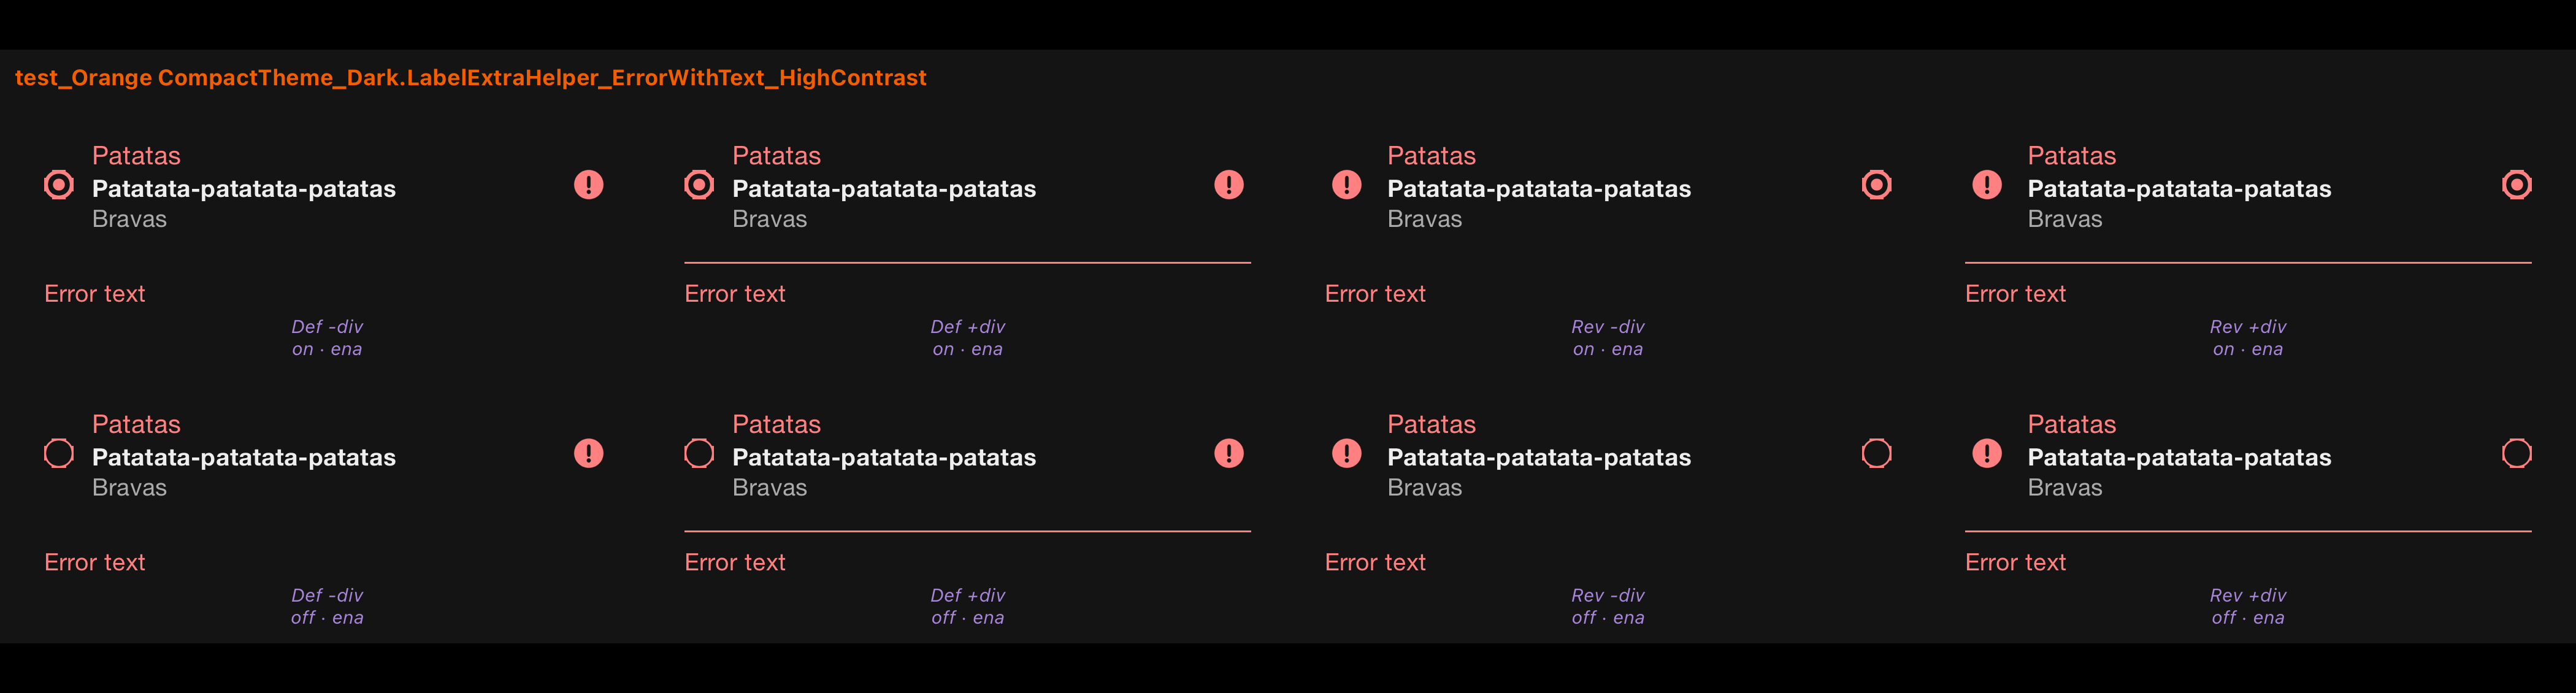 test_Orange CompactTheme_Dark.LabelExtraHelper_ErrorWithText_HighContrast
Patatas
Patatata-patatata-patatas
Bravas
Error text
Def -div
on · ena
Patatas
Patatata-patatata-patatas
Bravas
Error text
Def +div
on · ena
Patatas
Patatata-patatata-patatas
Bravas
Error text
Rev -div
on · ena
Patatas
Patatata-patatata-patatas
Bravas
Error text
Rev +div
on · ena
Patatas
Patatata-patatata-patatas
Bravas
Error text
Def -div
off · ena
Patatas
Patatata-patatata-patatas
Bravas
Error text
Def +div
off · ena
Patatas
Patatata-patatata-patatas
Bravas
Error text
Rev -div
off · ena
Patatas
Patatata-patatata-patatas
Bravas
Error text
Rev +div
off · ena